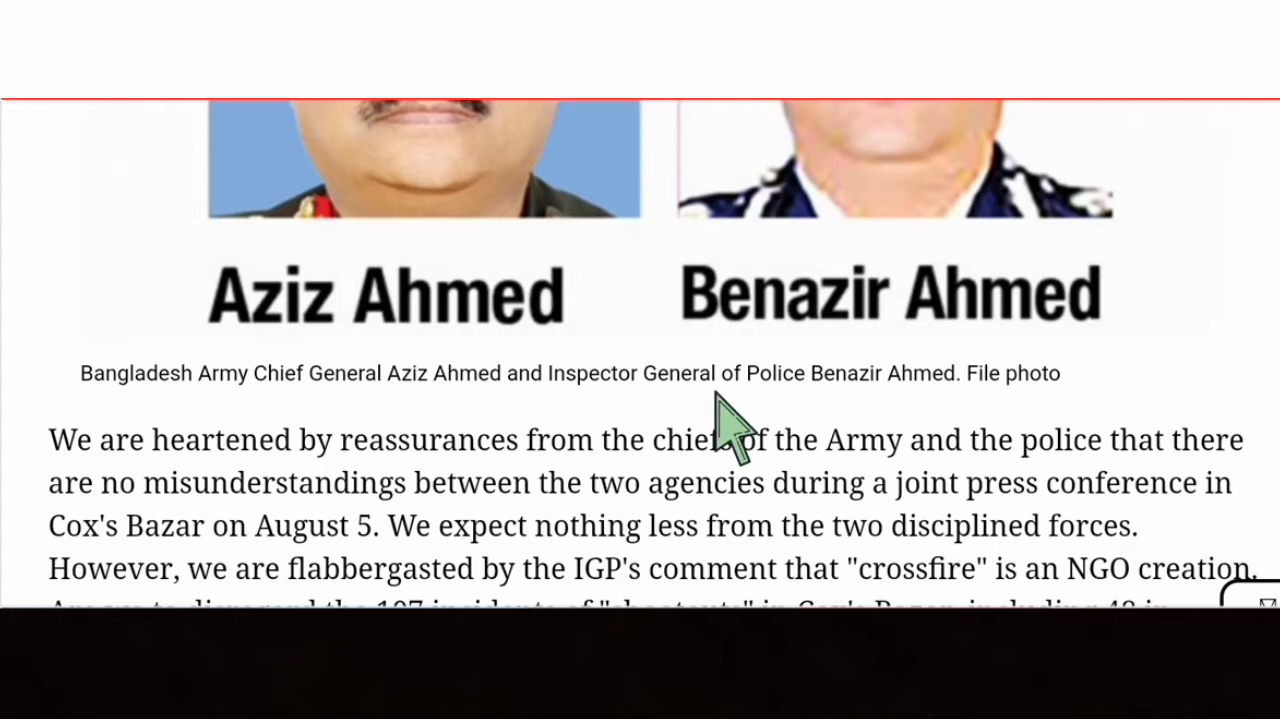 Aziz Ahmed Benazir Ahmed
Bangladesh Army Chief General Aziz Ahmed and Inspector General of Police Benazir Ahmed. File photo
We are heartened by reassurances from the chiefs of the Army and the police that there
are no misunderstandings between the two agencies during a joint press conference in
Cox's Bazar on August 5. We expect nothing less from the two disciplined forces.
However, we are flabbergasted by the IGP's comment that "crossfire" is an NGO creation.